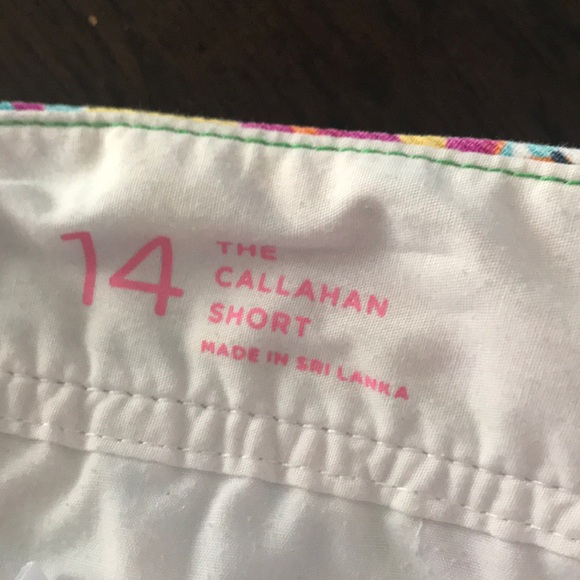 14
THE
CALLAHAN
SHORT
MADE IN SRI LANKA